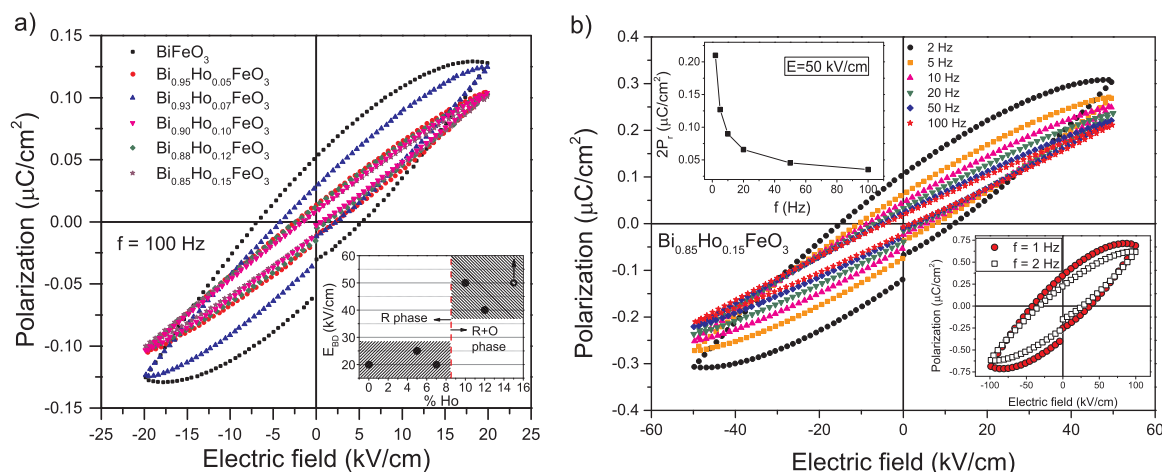 a)
Polarization (μC/cm²)
0.15
0.10
0.05
0.00
-0.05
-0.10
-0.15
BiFeO₃
Bi₀.₉₅Ho₀.₀₅FeO₃
Bi₀.₉₃Ho₀.₀₇FeO₃
Bi₀.₉₀Ho₀.₁₀FeO₃
Bi₀.₈₈Ho₀.₁₂FeO₃
Bi₀.₈₅Ho₀.₁₅FeO₃
f = 100 Hz
E_BD (kV/cm)
60
50
40
30
20
R phase
R+O
phase
0 2 4 6 8 10 12 14 16
% Ho
-25 -20 -15 -10 -5 0 5 10 15 20 25
Electric field (kV/cm)
b)
Polarization (μC/cm²)
0.4
0.3
0.2
0.1
0.0
-0.1
-0.2
-0.3
-0.4
2Pᵣ (μC/cm²)
0.20
0.15
0.10
0.05
E=50 kV/cm
0 20 40 60 80 100
f (Hz)
2 Hz
5 Hz
10 Hz
20 Hz
50 Hz
100 Hz
Bi₀.₈₅Ho₀.₁₅FeO₃
Polarization (μC/cm²)
0.75
0.50
0.25
0.00
-0.25
-0.50
-0.75
f = 1 Hz
f = 2 Hz
-100 -50 0 50 100
Electric field (kV/cm)
-60 -40 -20 0 20 40 60
Electric field (kV/cm)